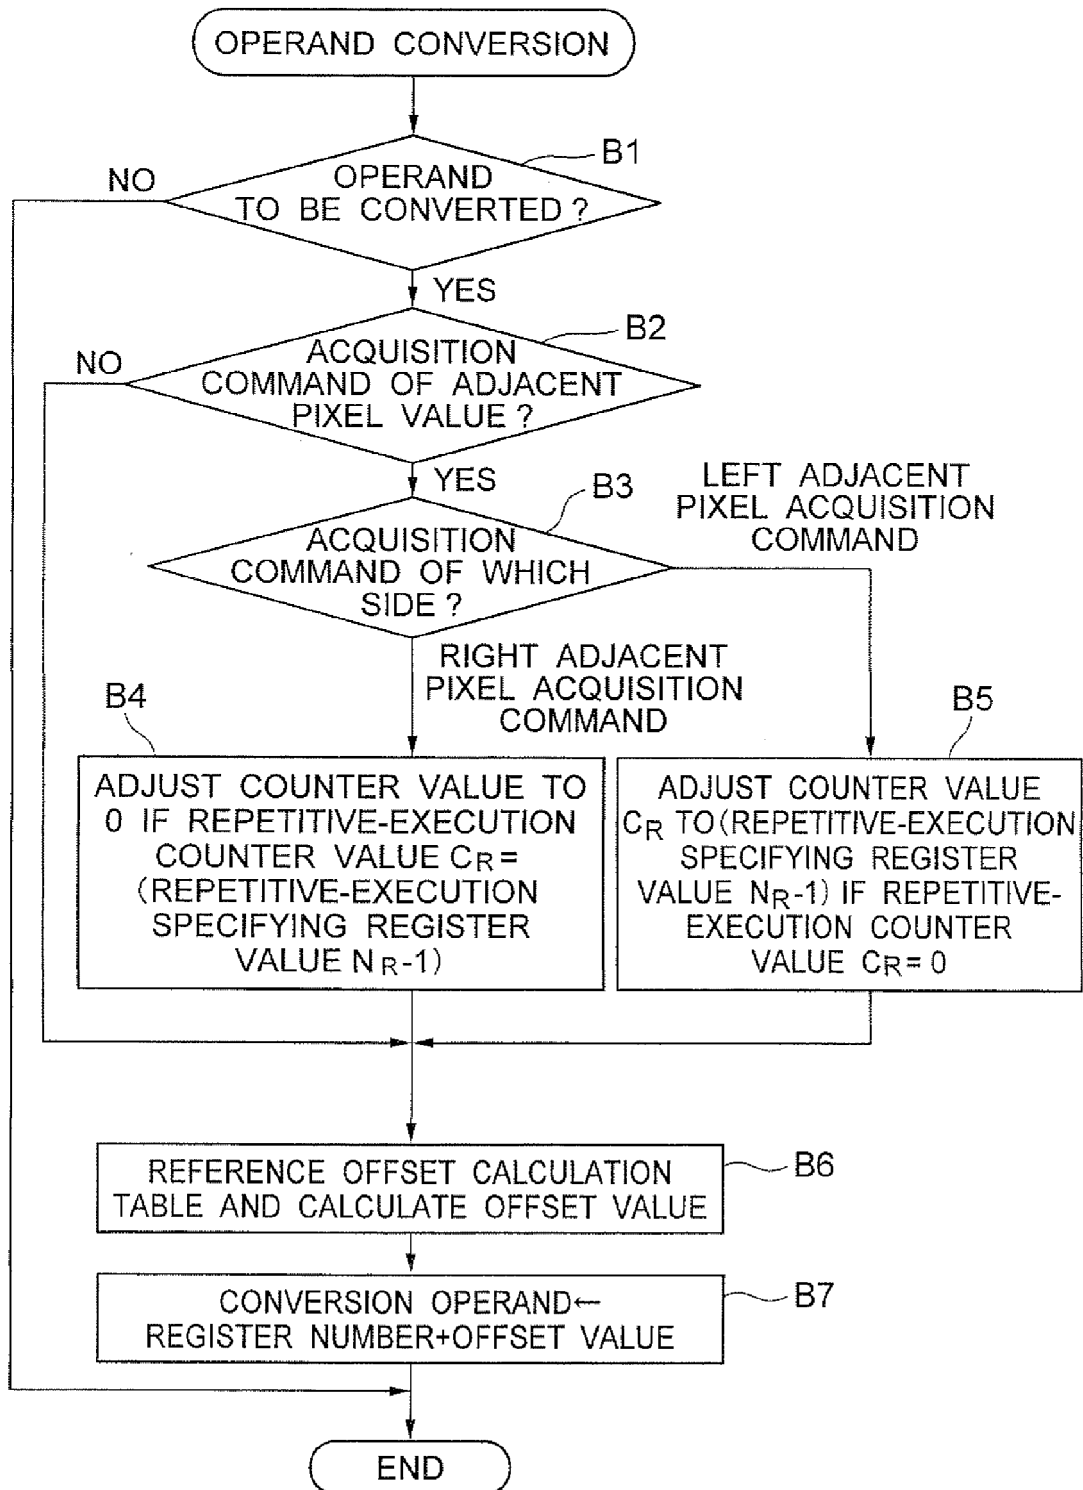 OPERAND CONVERSION
B1
NO
OPERAND
TO BE CONVERTED?
YES
B2
NO
ACQUISITION
COMMAND OF ADJACENT
PIXEL VALUE?
YES
B3
LEFT ADJACENT
PIXEL ACQUISITION
COMMAND
ACQUISITION
COMMAND OF WHICH
SIDE?
RIGHT ADJACENT
PIXEL ACQUISITION
COMMAND
B4
ADJUST COUNTER VALUE TO
0 IF REPETITIVE-EXECUTION
COUNTER VALUE CR=
(REPETITIVE-EXECUTION
SPECIFYING REGISTER
VALUE NR-1)
B5
ADJUST COUNTER VALUE
CR TO(REPETITIVE-EXECUTION
SPECIFYING REGISTER
VALUE NR-1) IF REPETITIVE-
EXECUTION COUNTER
VALUE CR=0
B6
REFERENCE OFFSET CALCULATION
TABLE AND CALCULATE OFFSET VALUE
B7
CONVERSION OPERAND←
REGISTER NUMBER+OFFSET VALUE
END